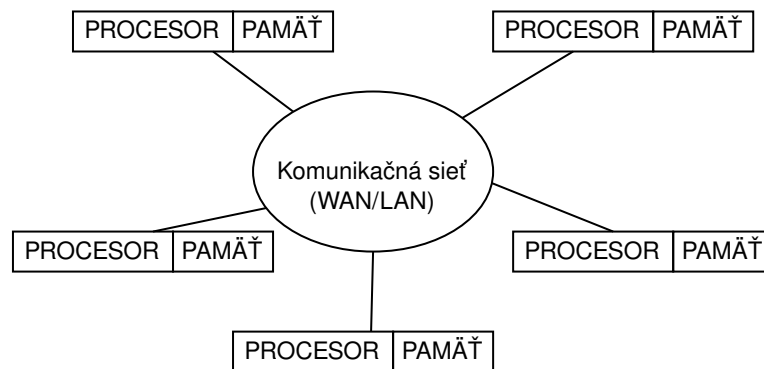 PROCESOR PAMÄŤ
PROCESOR PAMÄŤ
Komunikačná sieť
(WAN/LAN)
PROCESOR PAMÄŤ
PROCESOR PAMÄŤ
PROCESOR PAMÄŤ